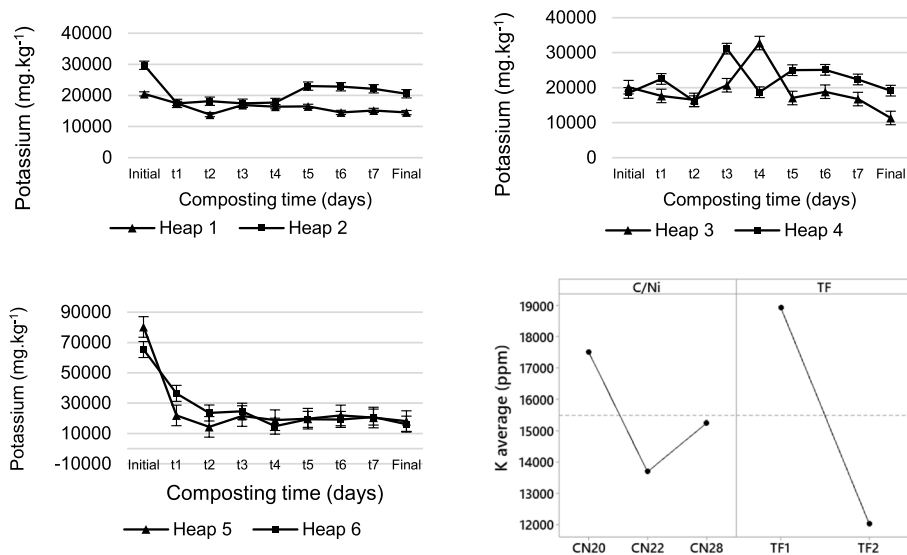 Potassium (mg.kg-1)
40000
30000
20000
10000
0
Initial t1 t2 t3 t4 t5 t6 t7 Final
Composting time (days)
Heap 1 Heap 2
Potassium (mg.kg-1)
40000
30000
20000
10000
0
Initial t1 t2 t3 t4 t5 t6 t7 Final
Composting time (days)
Heap 3 Heap 4
Potassium (mg.kg-1)
90000
70000
50000
30000
10000
-10000
Initial t1 t2 t3 t4 t5 t6 t7 Final
Composting time (days)
Heap 5 Heap 6
C/Ni TF
K average (ppm)
19000
18000
17000
16000
15000
14000
13000
12000
CN20 CN22 CN28 TF1 TF2